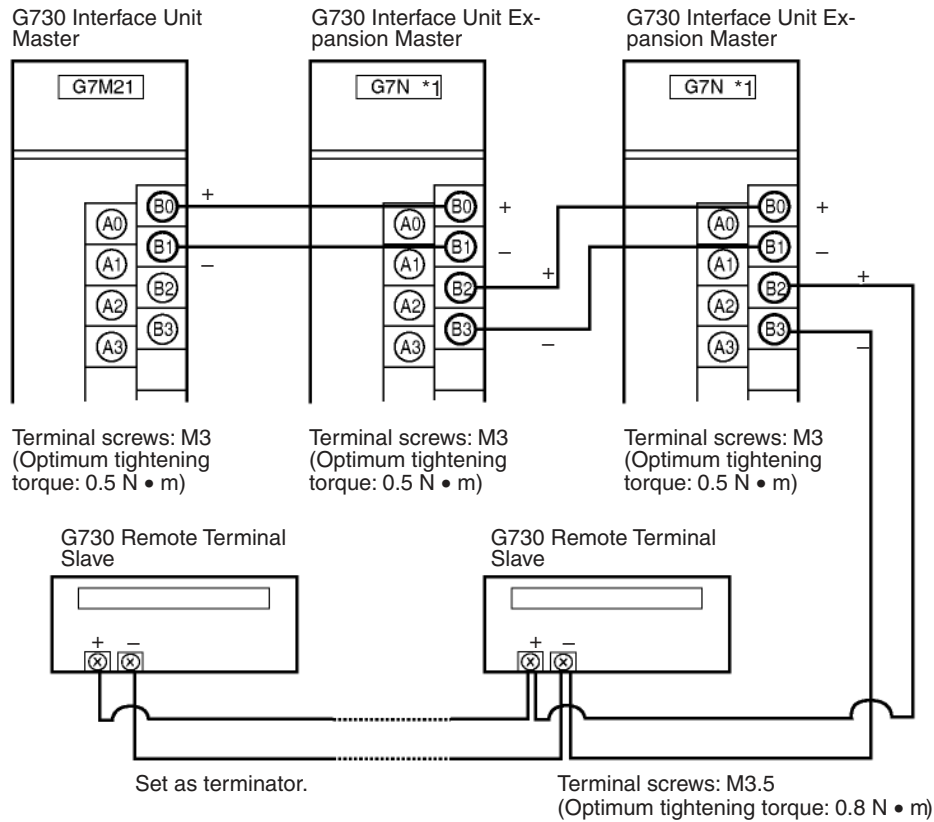 G730 Interface Unit
Master
G730 Interface Unit Ex-
pansion Master
G730 Interface Unit Ex-
pansion Master
G7M21
G7N *1
G7N *1
A0
A1
A2
A3
B0
B1
B2
B3
+
–
A0
A1
A2
A3
B0
B1
B2
B3
+
–
+
–
A0
A1
A2
A3
B0
B1
B2
B3
+
–
+
–
Terminal screws: M3
(Optimum tightening
torque: 0.5 N • m)
Terminal screws: M3
(Optimum tightening
torque: 0.5 N • m)
Terminal screws: M3
(Optimum tightening
torque: 0.5 N • m)
G730 Remote Terminal
Slave
+ –
G730 Remote Terminal
Slave
+ –
Set as terminator.
Terminal screws: M3.5
(Optimum tightening torque: 0.8 N • m)